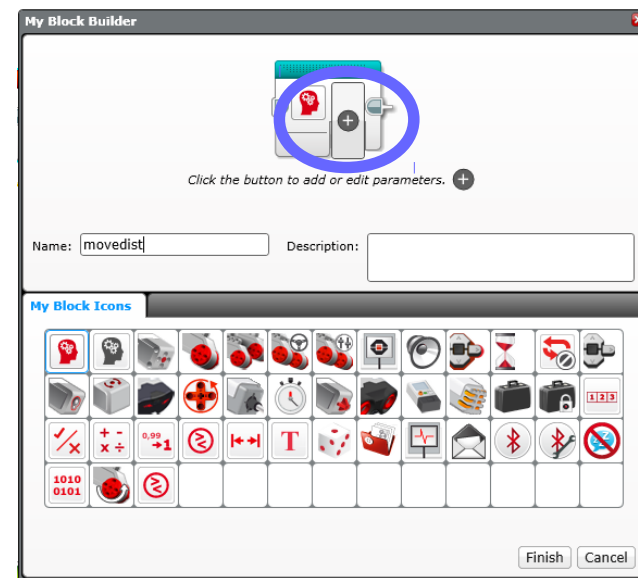 My Block Builder
Click the button to add or edit parameters.
Name: movedist Description:
My Block Icons
1 2 3
0,99 →1
T
1010
0101
Finish Cancel